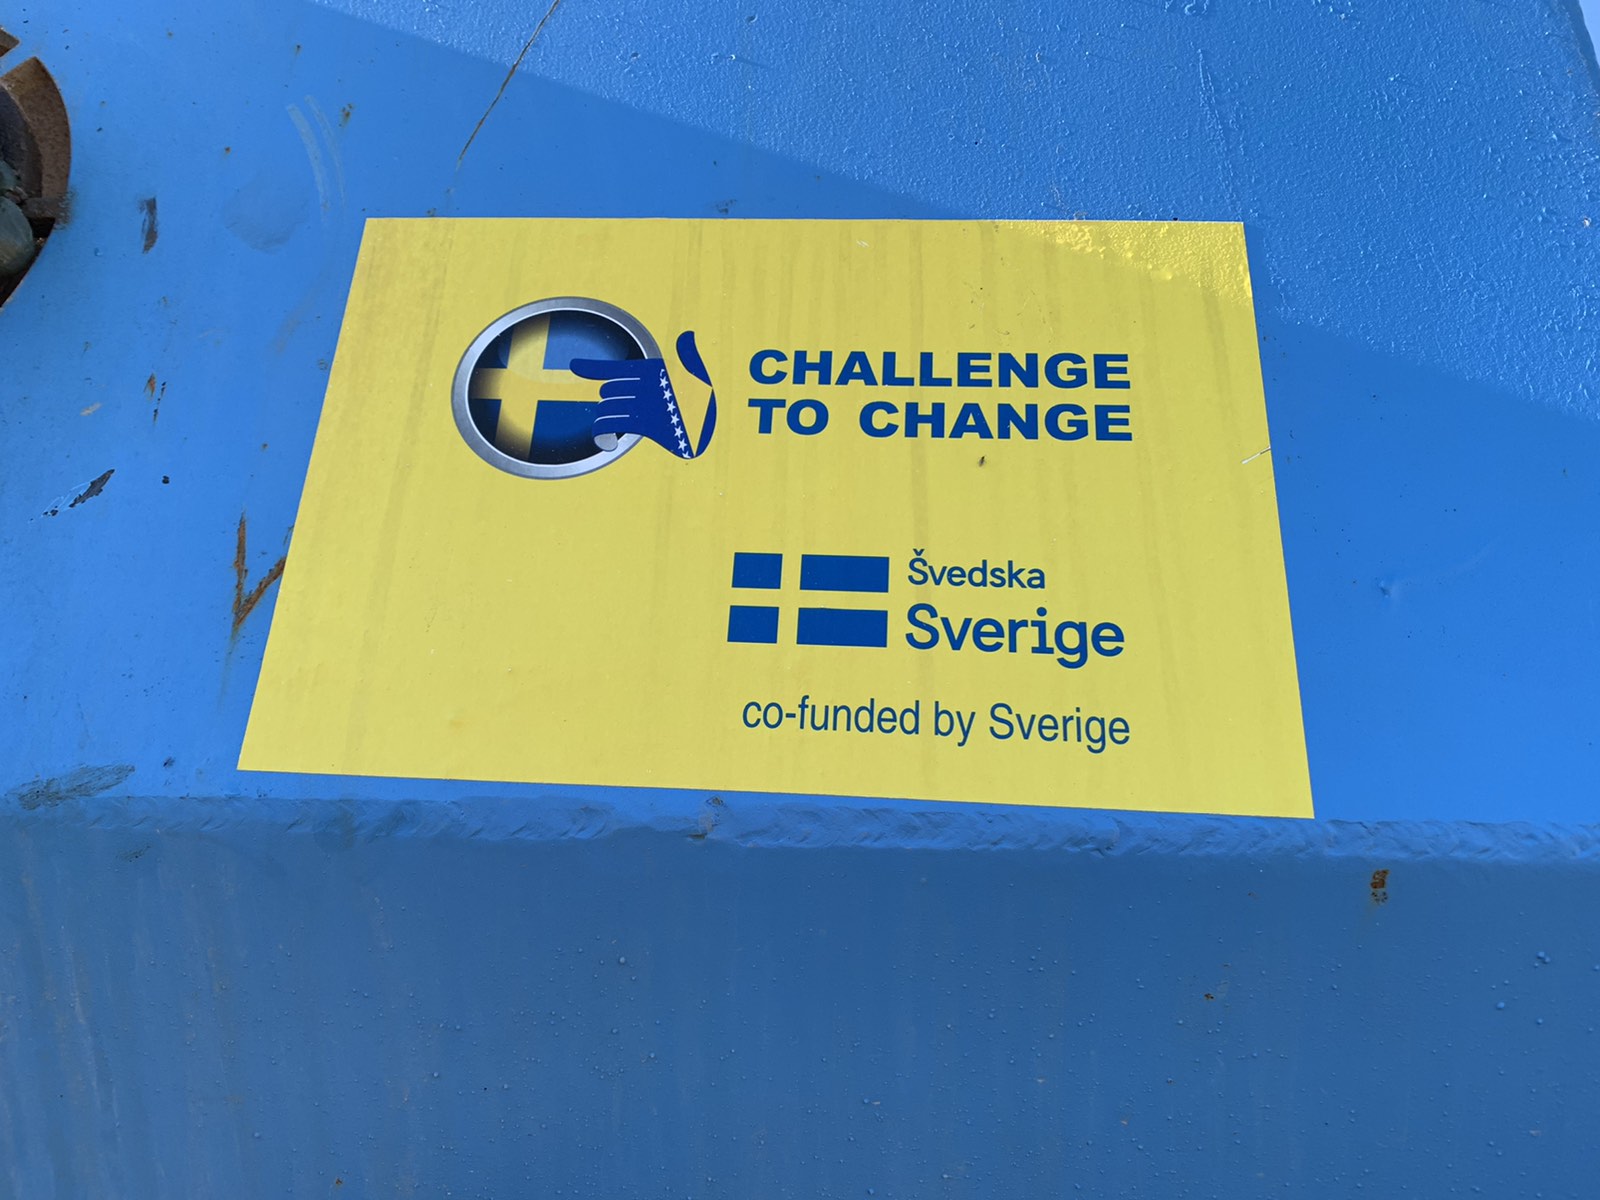 CHALLENGE
TO CHANGE
Švedska
Sverige
co-funded by Sverige